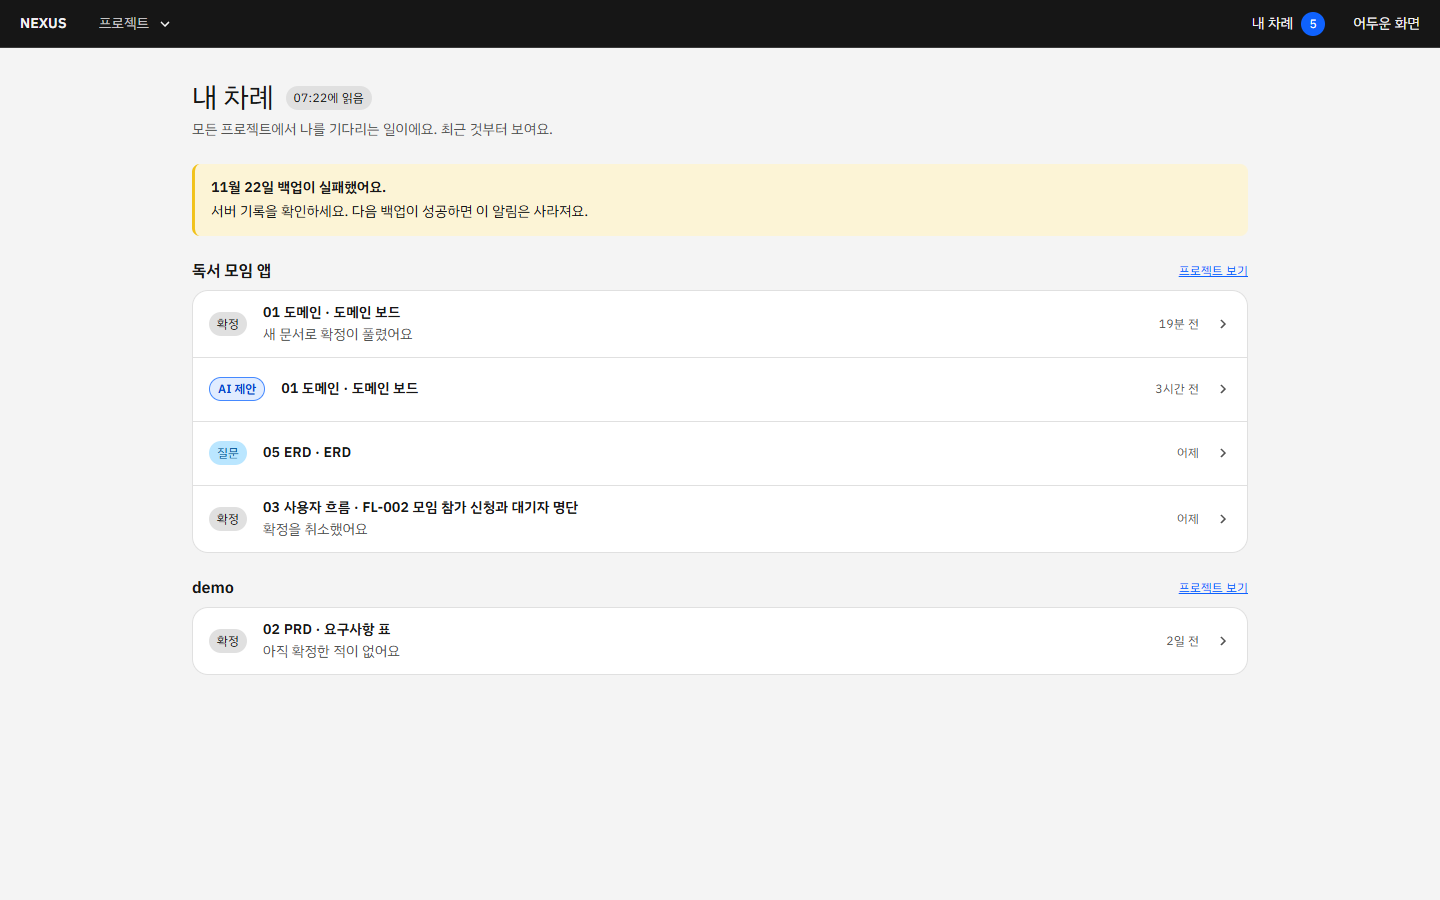 NEXUS 프로젝트 내 차례 5 어두운 화면
내 차례 07:22에 읽음
모든 프로젝트에서 나를 기다리는 일이에요. 최근 것부터 보여요.
11월 22일 백업이 실패했어요.
서버 기록을 확인하세요. 다음 백업이 성공하면 이 알림은 사라져요.
독서 모임 앱 프로젝트 보기
확정 01 도메인 · 도메인 보드 19분 전
새 문서로 확정이 풀렸어요
AI 제안 01 도메인 · 도메인 보드 3시간 전
질문 05 ERD · ERD 어제
확정 03 사용자 흐름 · FL-002 모임 참가 신청과 대기자 명단 어제
확정을 취소했어요
demo 프로젝트 보기
확정 02 PRD · 요구사항 표 2일 전
아직 확정한 적이 없어요